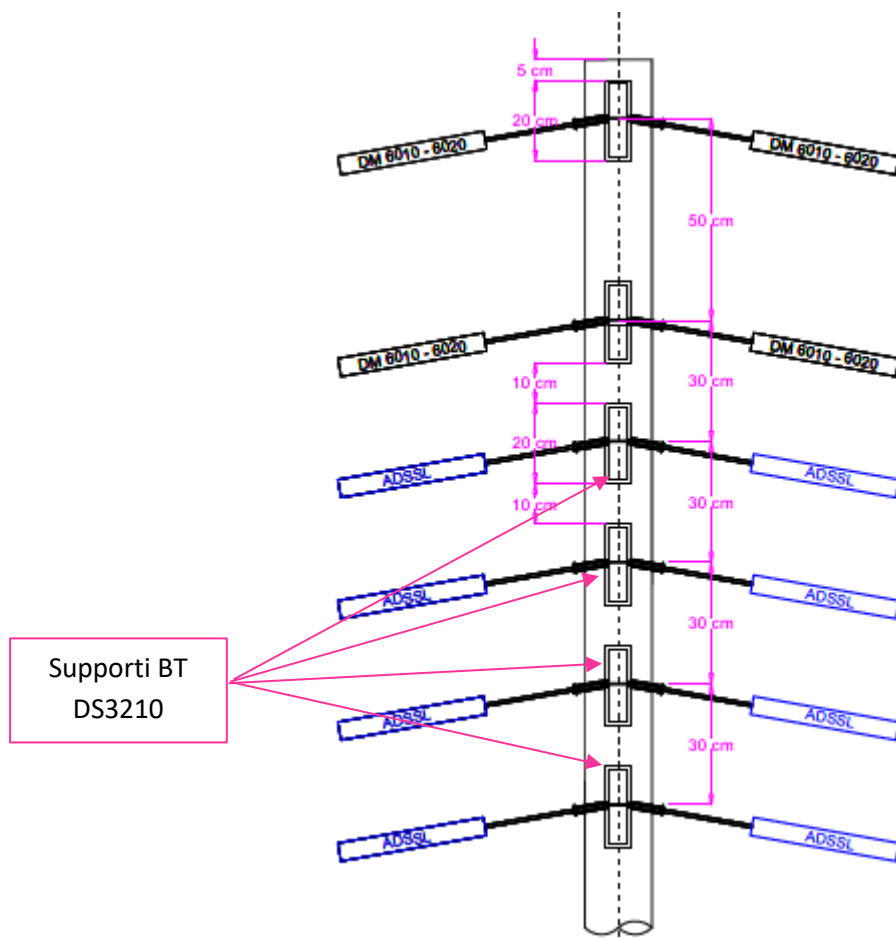 5 cm
20 cm
DM 6010 - 6020
DM 6010 - 6020
50 cm
DM 6010 - 6020
DM 6010 - 6020
10 cm
30 cm
20 cm
ADSSL
ADSSL
10 cm
30 cm
ADSSL
ADSSL
30 cm
Supporti BT
DS3210
ADSSL
ADSSL
30 cm
ADSSL
ADSSL